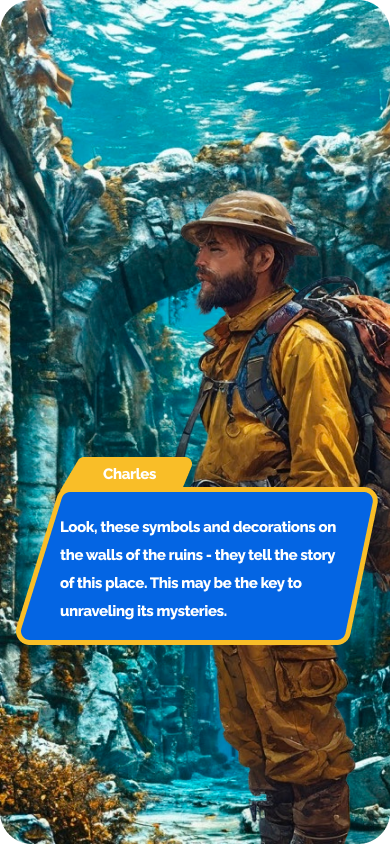 Charles
Look, these symbols and decorations on
the walls of the ruins - they tell the story
of this place. This may be the key to
unraveling its mysteries.